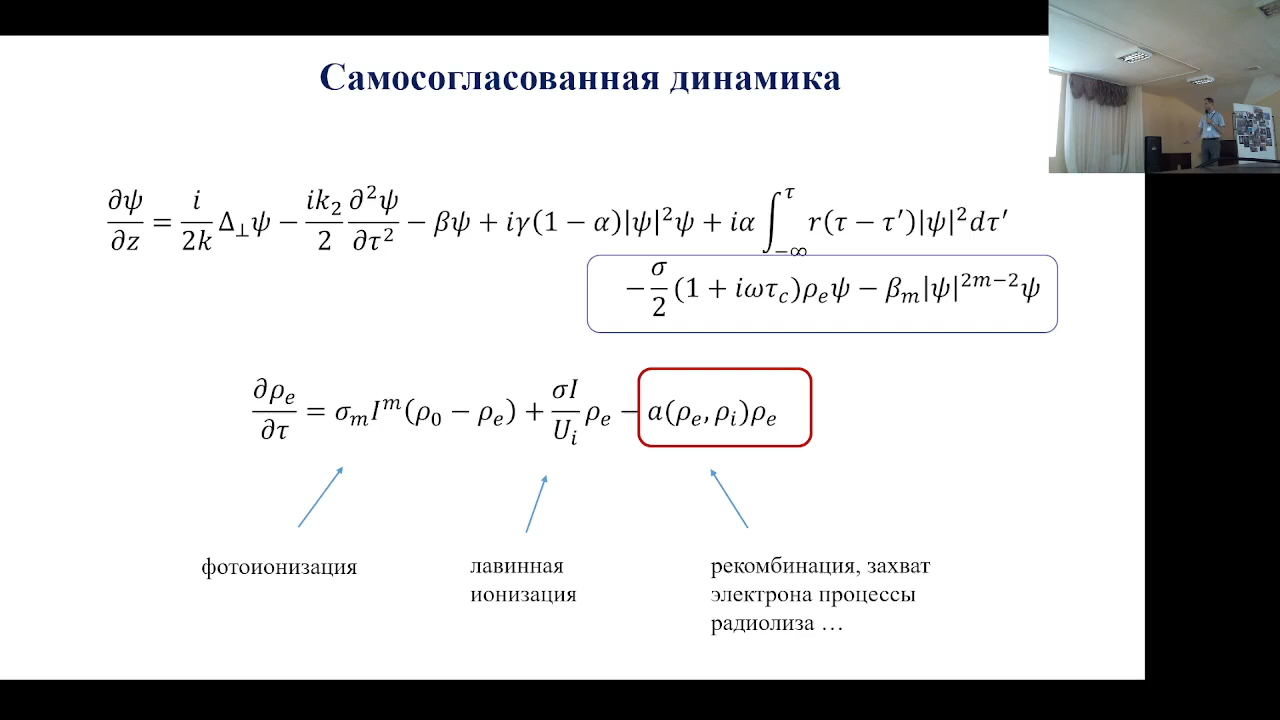 Самосогласованная динамика
∂ψ/∂z = i/2k Δ⊥ψ − ik₂/2 ∂²ψ/∂τ² − βψ + iγ(1 − α)|ψ|²ψ + iα ∫_{−∞}^{τ} r(τ − τ′)|ψ|²dτ′
− σ/2 (1 + iωτ_c)ρ_eψ − β_m|ψ|^{2m−2}ψ
∂ρ_e/∂τ = σ_m I^m(ρ₀ − ρ_e) + σI/U_i ρ_e − a(ρ_e, ρ_i)ρ_e
фотоионизация
лавинная
ионизация
рекомбинация, захват
электрона процессы
радиолиза …